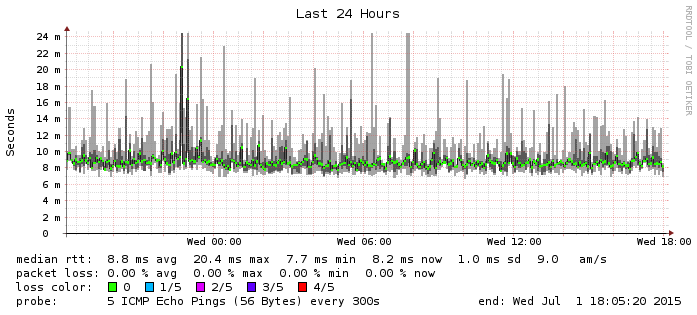 Last 24 Hours
RRDTOOL / TOBI OETIKER
Seconds
24 m
22 m
20 m
18 m
16 m
14 m
12 m
10 m
8 m
6 m
4 m
2 m
0
Wed 00:00 Wed 06:00 Wed 12:00 Wed 18:00
median rtt: 8.8 ms avg 20.4 ms max 7.7 ms min 8.2 ms now 1.0 ms sd 9.0 am/s
packet loss: 0.00 % avg 0.00 % max 0.00 % min 0.00 % now
loss color: 0 1/5 2/5 3/5 4/5
probe: 5 ICMP Echo Pings (56 Bytes) every 300s end: Wed Jul 1 18:05:20 2015